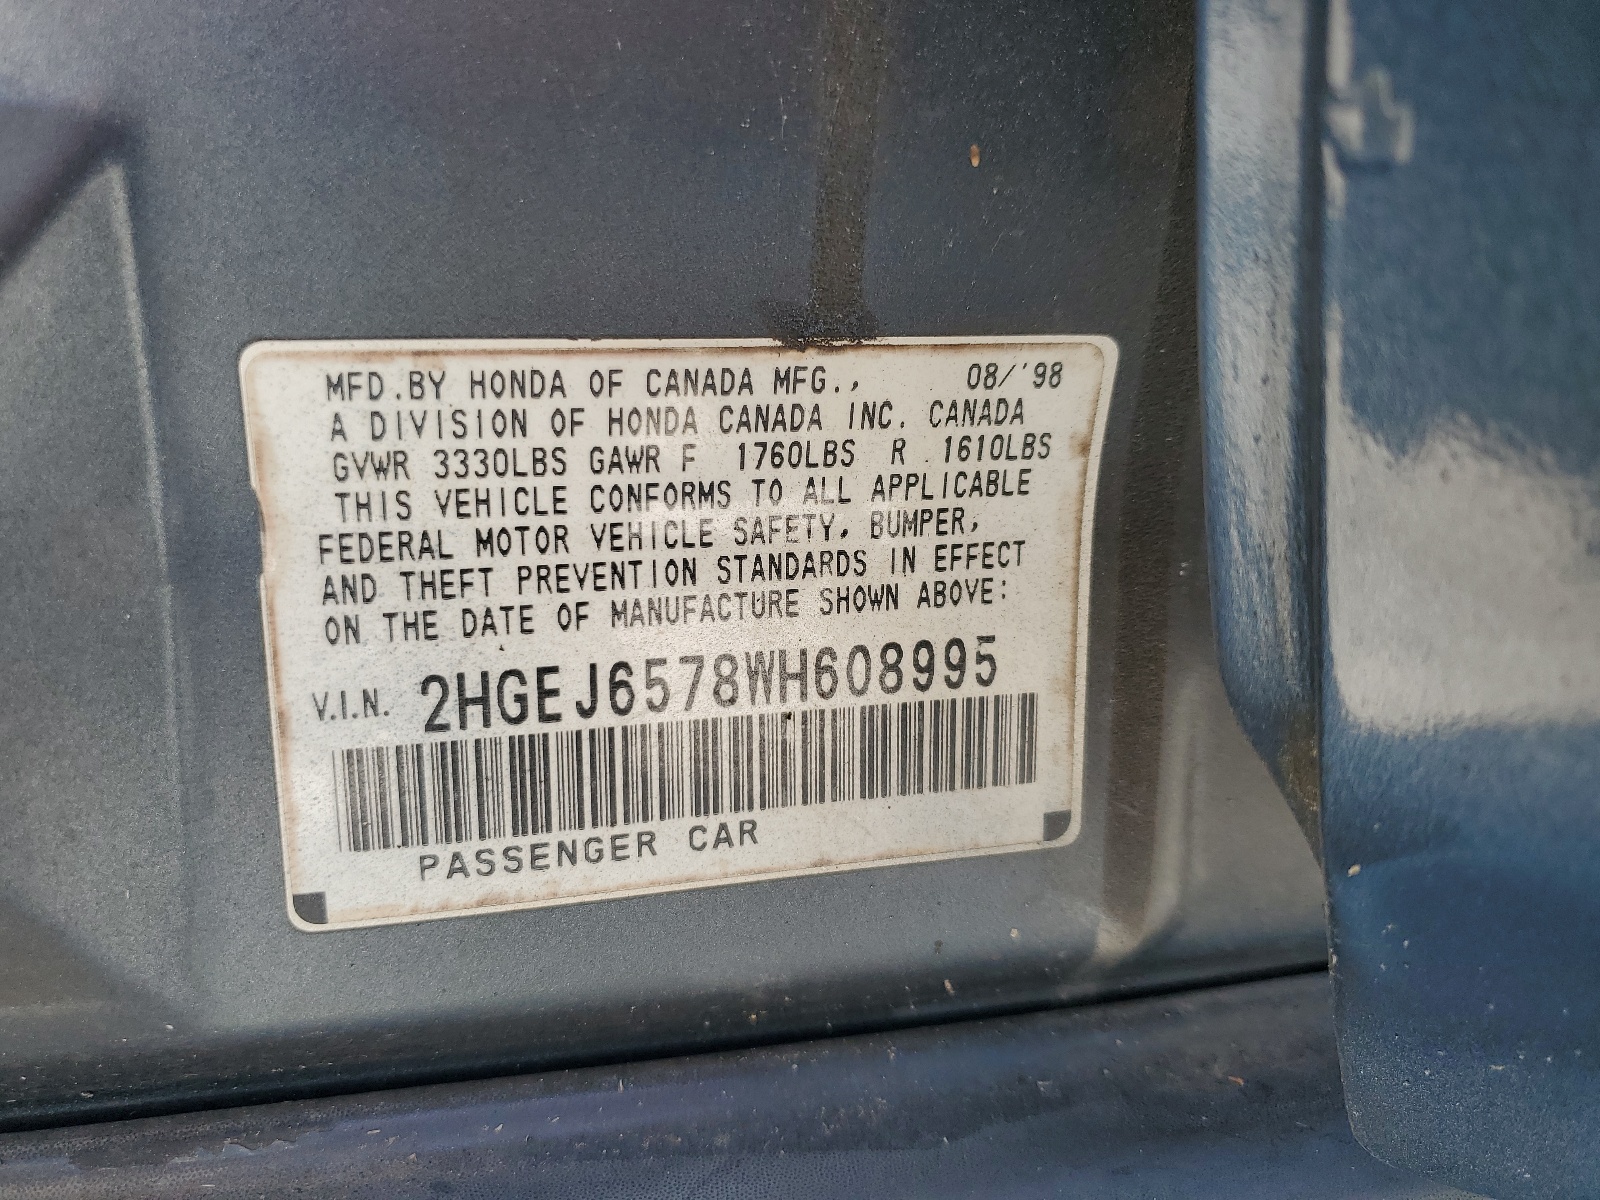 MFD.BY HONDA OF CANADA MFG., 08/'98
A DIVISION OF HONDA CANADA INC. CANADA
GVWR 3330LBS GAWR F 1760LBS R 1610LBS
THIS VEHICLE CONFORMS TO ALL APPLICABLE
FEDERAL MOTOR VEHICLE SAFETY, BUMPER,
AND THEFT PREVENTION STANDARDS IN EFFECT
ON THE DATE OF MANUFACTURE SHOWN ABOVE:
V.I.N. 2HGEJ6578WH608995
PASSENGER CAR